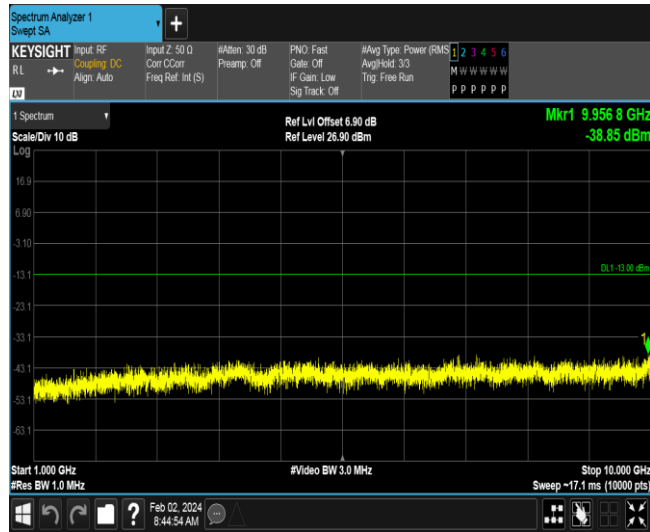 Spectrum Analyzer 1
Swept SA
+
KEYSIGHT
RL
LXI
Input: RF
Coupling: DC
Align: Auto
Input Z: 50 Ω
Corr CCorr
Freq Ref: Int (S)
#Atten: 30 dB
Preamp: Off
PNO: Fast
Gate: Off
IF Gain: Low
Sig Track: Off
#Avg Type: Power (RMS
Avg|Hold: 3/3
Trig: Free Run
1 2 3 4 5 6
M W W W W W
P P P P P P
1 Spectrum
Scale/Div 10 dB
Log
Ref Lvl Offset 6.90 dB
Ref Level 26.90 dBm
Mkr1 9.956 8 GHz
-38.85 dBm
16.9
6.90
-3.10
-13.1
DL1 -13.00 dBm
-23.1
-33.1
1
-43.1
-53.1
-63.1
Start 1.000 GHz
#Res BW 1.0 MHz
#Video BW 3.0 MHz
Stop 10.000 GHz
Sweep ~17.1 ms (10000 pts)
?
Feb 02, 2024
8:44:54 AM